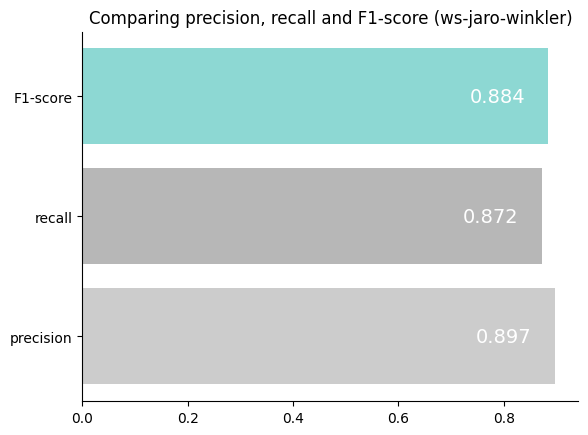 Comparing precision, recall and F1-score (ws-jaro-winkler)
F1-score
0.884
recall
0.872
precision
0.897
0.0 0.2 0.4 0.6 0.8